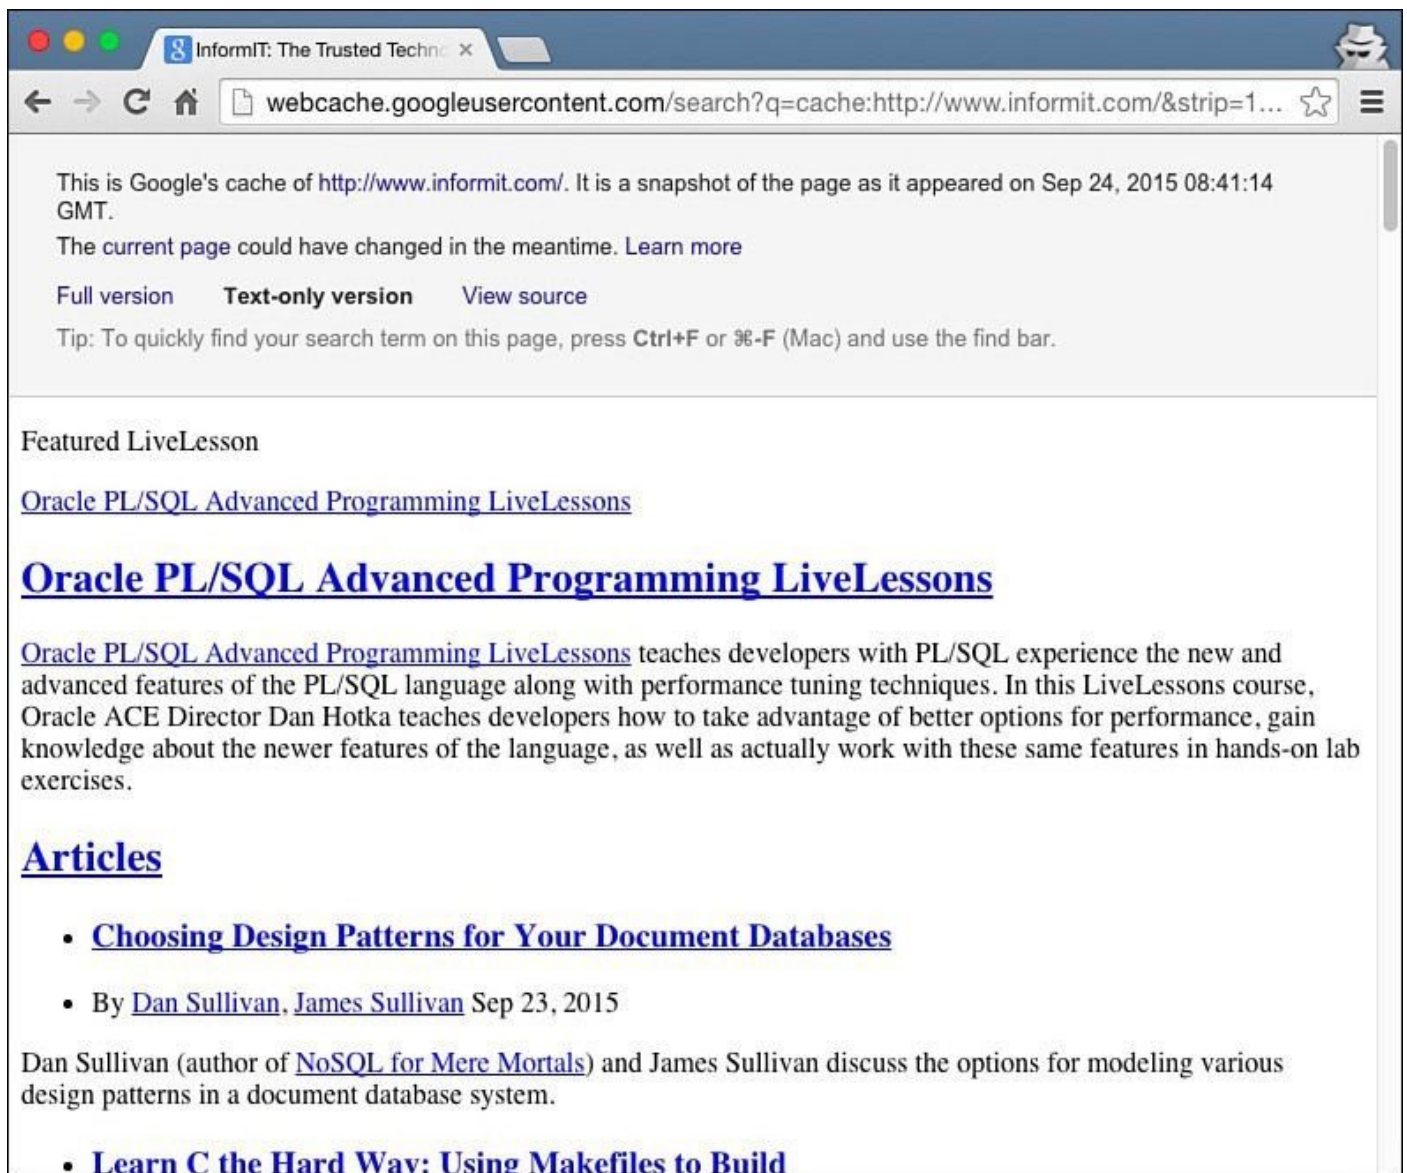 InformIT: The Trusted Techno
webcache.googleusercontent.com/search?q=cache:http://www.informit.com/&strip=1...
This is Google's cache of http://www.informit.com/. It is a snapshot of the page as it appeared on Sep 24, 2015 08:41:14
GMT.
The current page could have changed in the meantime. Learn more
Full version Text-only version View source
Tip: To quickly find your search term on this page, press Ctrl+F or ⌘-F (Mac) and use the find bar.
Featured LiveLesson
Oracle PL/SQL Advanced Programming LiveLessons
Oracle PL/SQL Advanced Programming LiveLessons
Oracle PL/SQL Advanced Programming LiveLessons teaches developers with PL/SQL experience the new and
advanced features of the PL/SQL language along with performance tuning techniques. In this LiveLessons course,
Oracle ACE Director Dan Hotka teaches developers how to take advantage of better options for performance, gain
knowledge about the newer features of the language, as well as actually work with these same features in hands-on lab
exercises.
Articles
• Choosing Design Patterns for Your Document Databases
• By Dan Sullivan, James Sullivan Sep 23, 2015
Dan Sullivan (author of NoSQL for Mere Mortals) and James Sullivan discuss the options for modeling various
design patterns in a document database system.
• Learn C the Hard Way: Using Makefiles to Build